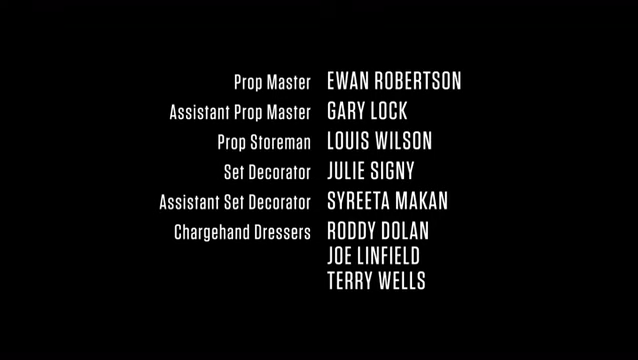 Prop Master EWAN ROBERTSON
Assistant Prop Master GARY LOCK
Prop Storeman LOUIS WILSON
Set Decorator JULIE SIGNY
Assistant Set Decorator SYREETA MAKAN
Chargehand Dressers RODDY DOLAN
JOE LINFIELD
TERRY WELLS